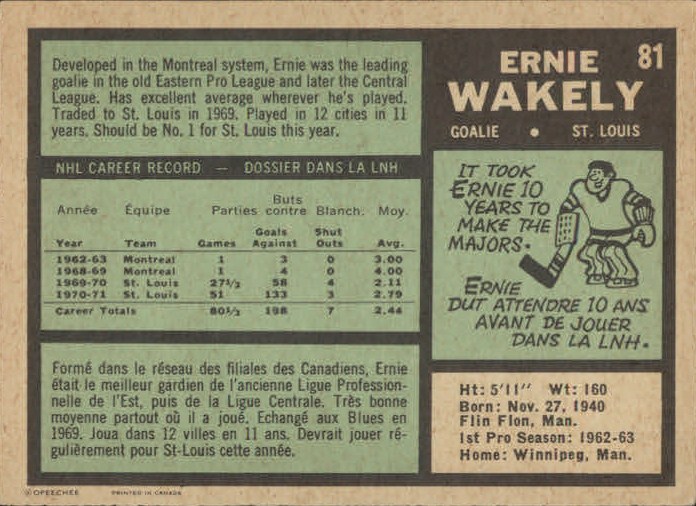 81
ERNIE
WAKELY
GOALIE • ST. LOUIS
Developed in the Montreal system, Ernie was the leading
goalie in the old Eastern Pro League and later the Central
League. Has excellent average wherever he's played.
Traded to St. Louis in 1969. Played in 12 cities in 11
years. Should be No. 1 for St. Louis this year.
NHL CAREER RECORD — DOSSIER DANS LA LNH
Buts
Année Équipe Parties contre Blanch. Moy.
Goals Shut
Year Team Games Against Outs Avg.
1962-63 Montreal 1 3 0 3.00
1968-69 Montreal 1 4 0 4.00
1969-70 St. Louis 27 1/3 58 4 2.11
1970-71 St. Louis 51 133 3 2.79
Career Totals 80 1/3 198 7 2.44
Formé dans le réseau des filiales des Canadiens, Ernie
était le meilleur gardien de l'ancienne Ligue Profession-
nelle de l'Est, puis de la Ligue Centrale. Très bonne
moyenne partout où il a joué. Echangé aux Blues en
1969. Joua dans 12 villes en 11 ans. Devrait jouer ré-
gulièrement pour St-Louis cette année.
IT TOOK
ERNIE 10
YEARS TO
MAKE THE
MAJORS.
ERNIE
DUT ATTENDRE 10 ANS
AVANT DE JOUER
DANS LA LNH.
Ht: 5'11" Wt: 160
Born: Nov. 27, 1940
Flin Flon, Man.
1st Pro Season: 1962-63
Home: Winnipeg, Man.
© OPEECHEE PRINTED IN CANADA